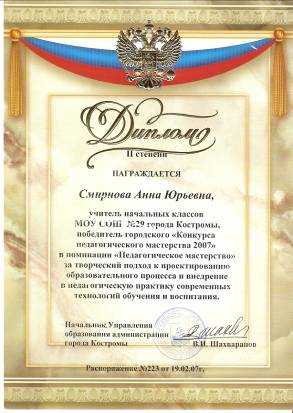 Диплом
II степени
НАГРАЖДАЕТСЯ
Смирнова Анна Юрьевна,
учитель начальных классов
МОУ СОШ №29 города Костромы,
победитель городского «Конкурса
педагогического мастерства 2007»
в номинации «Педагогическое мастерство»
за творческий подход к проектированию
образовательного процесса и внедрение
в педагогическую практику современных
технологий обучения и воспитания.
Начальник Управления
образования администрации
города Костромы
В.И. Шахварапов
Распоряжение №223 от 19.02.07г.